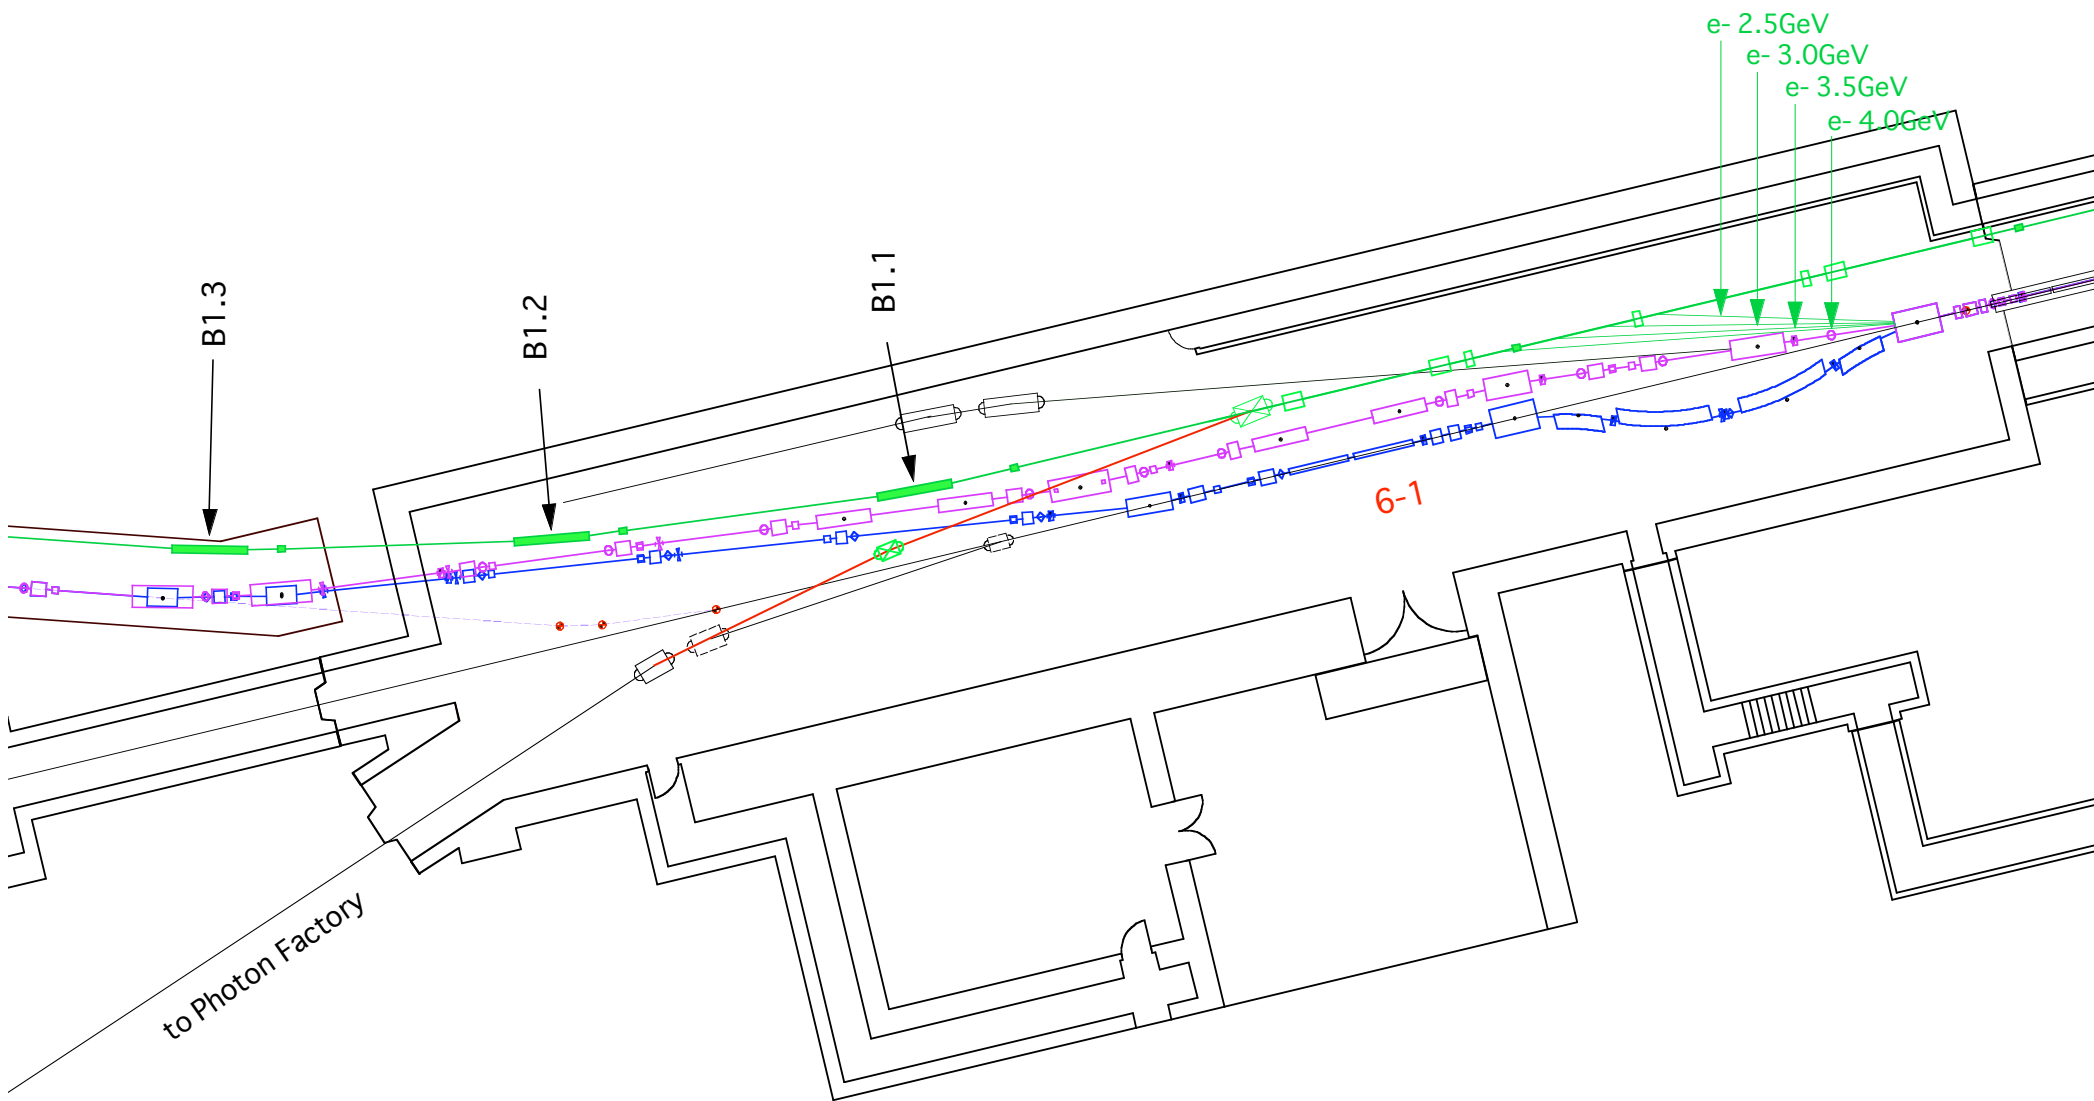 e- 2.5GeV
e- 3.0GeV
e- 3.5GeV
e- 4.0GeV
B1.3
B1.2
B1.1
6-1
to Photon Factory